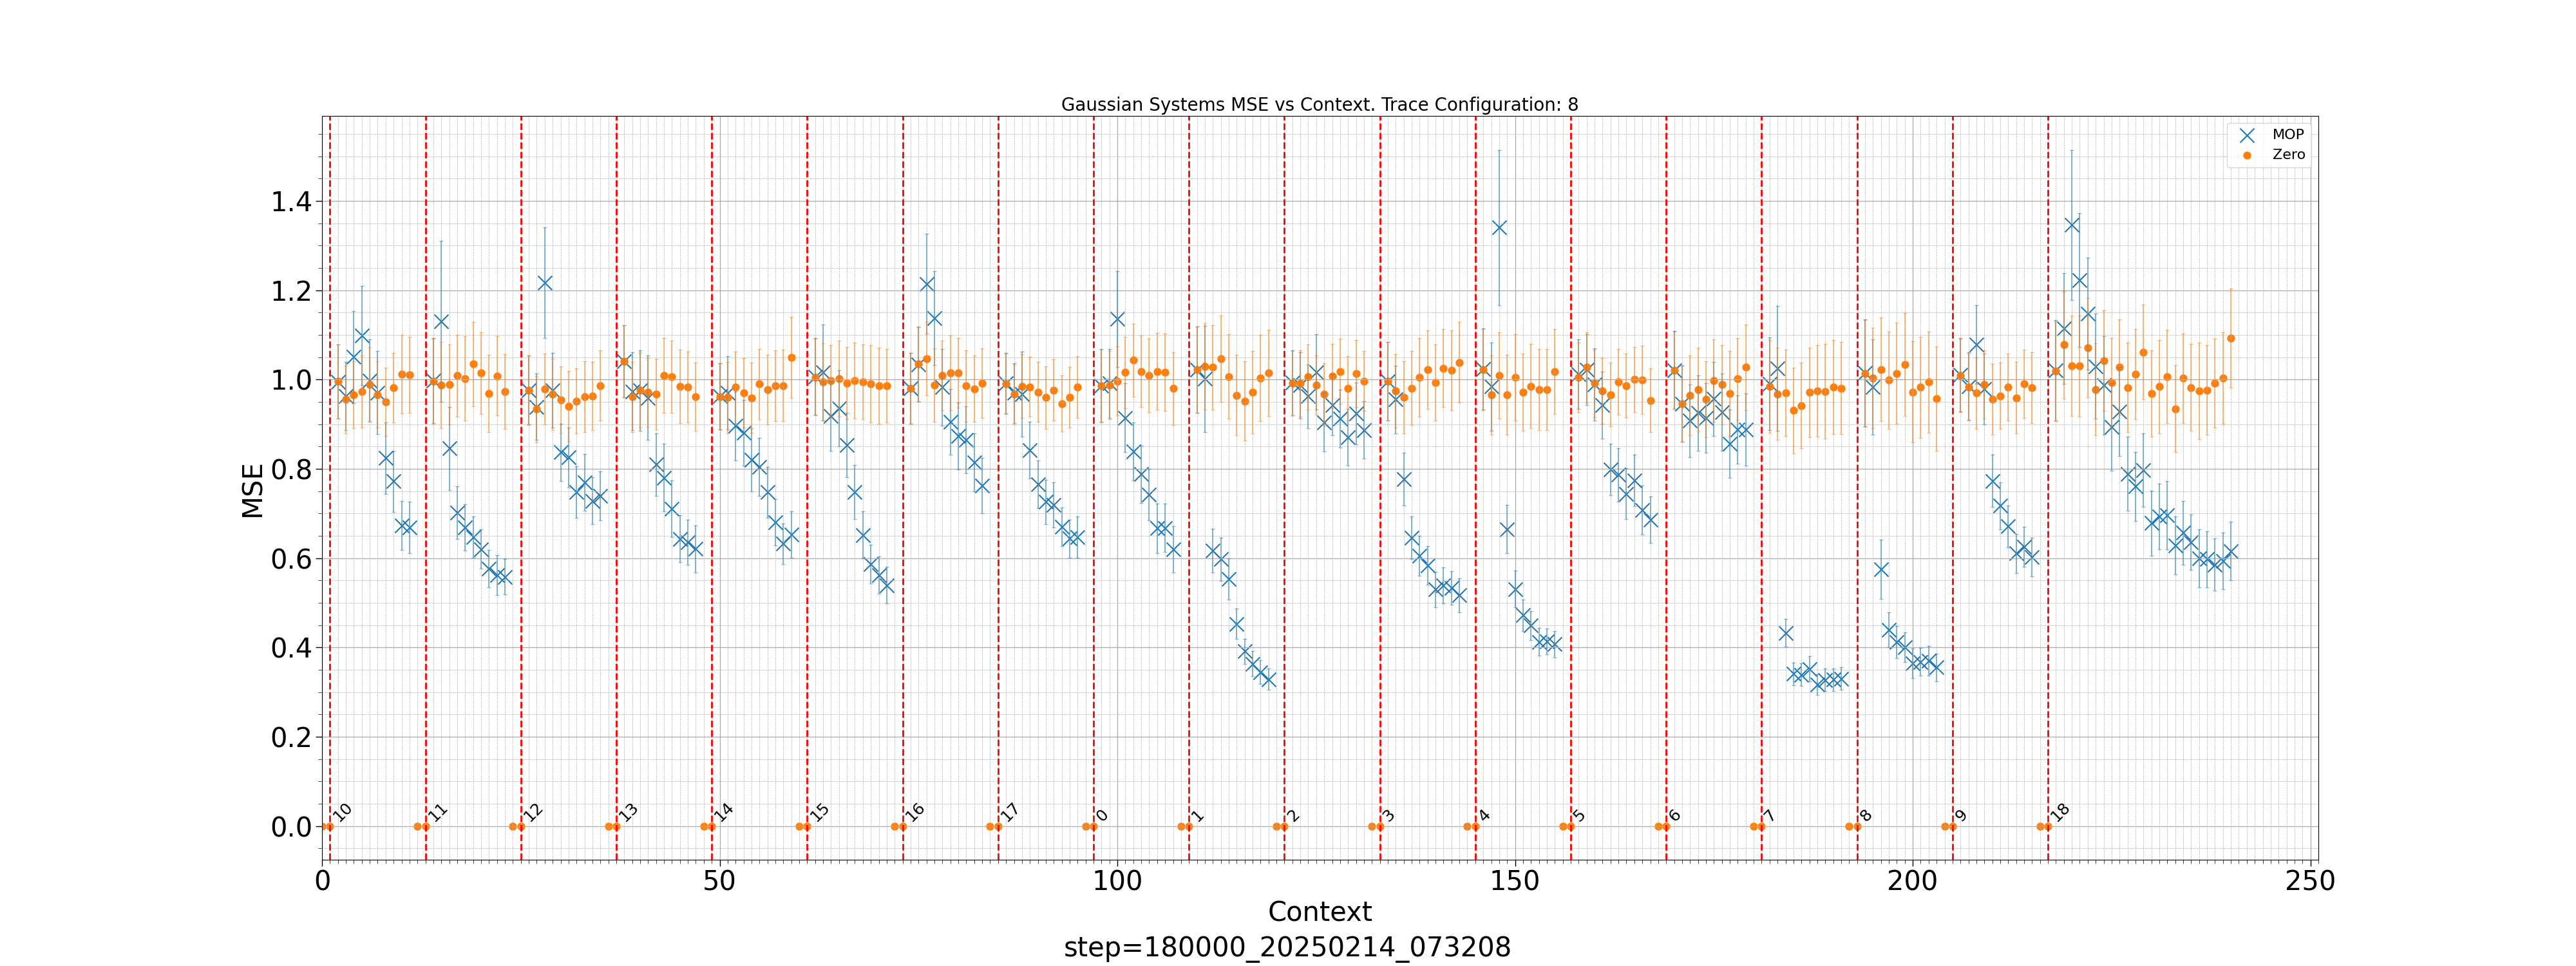 Gaussian Systems MSE vs Context. Trace Configuration: 8
MOP
Zero
MSE
1.4
1.2
1.0
0.8
0.6
0.4
0.2
0.0
10 11 12 13 14 15 16 17 0 1 2 3 4 5 6 7 8 9 18
0 50 100 150 200 250
Context
step=180000_20250214_073208